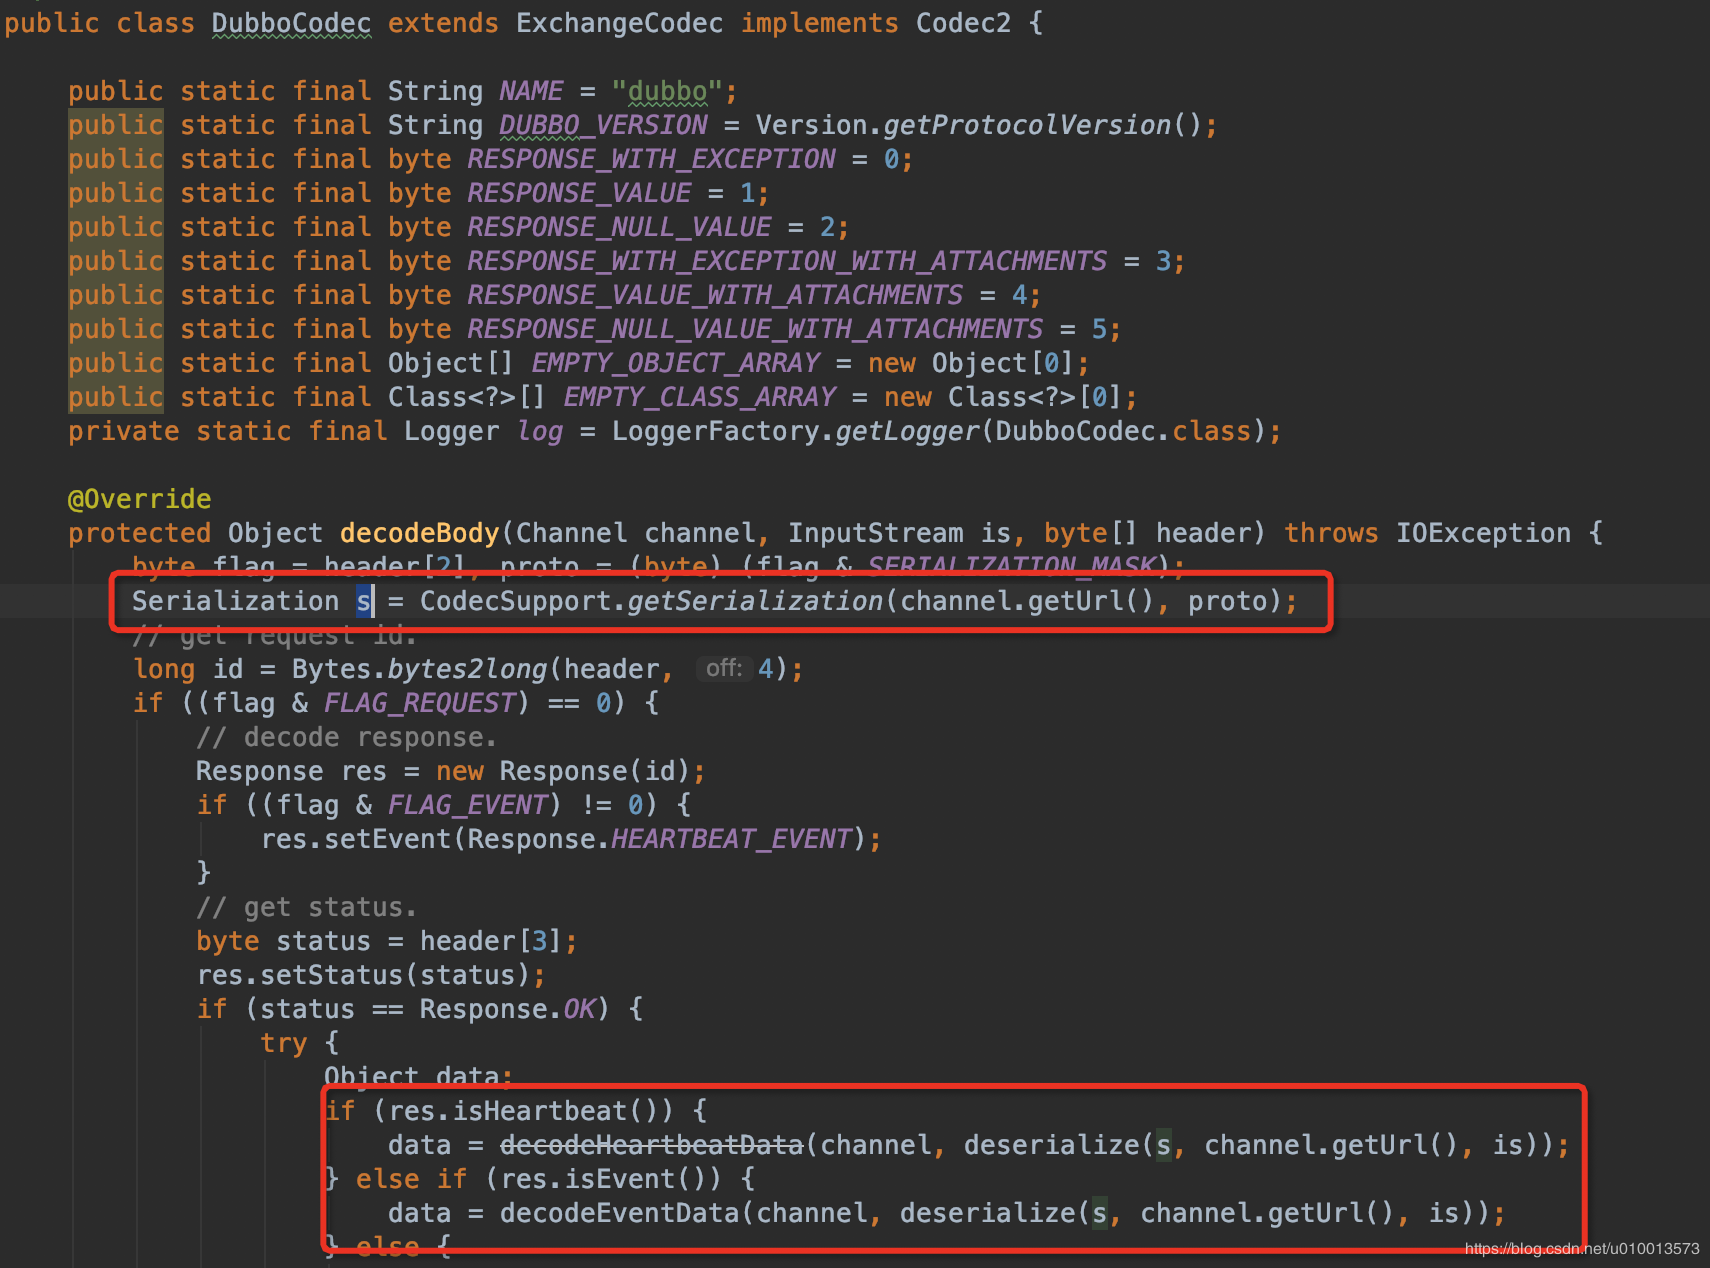 public class DubboCodec extends ExchangeCodec implements Codec2 {
public static final String NAME = "dubbo";
public static final String DUBBO_VERSION = Version.getProtocolVersion();
public static final byte RESPONSE_WITH_EXCEPTION = 0;
public static final byte RESPONSE_VALUE = 1;
public static final byte RESPONSE_NULL_VALUE = 2;
public static final byte RESPONSE_WITH_EXCEPTION_WITH_ATTACHMENTS = 3;
public static final byte RESPONSE_VALUE_WITH_ATTACHMENTS = 4;
public static final byte RESPONSE_NULL_VALUE_WITH_ATTACHMENTS = 5;
public static final Object[] EMPTY_OBJECT_ARRAY = new Object[0];
public static final Class<?>[] EMPTY_CLASS_ARRAY = new Class<?>[0];
private static final Logger log = LoggerFactory.getLogger(DubboCodec.class);
@Override
protected Object decodeBody(Channel channel, InputStream is, byte[] header) throws IOException {
byte flag = header[2], proto = (byte) (flag & SERIALIZATION_MASK);
Serialization s = CodecSupport.getSerialization(channel.getUrl(), proto);
// get request id.
long id = Bytes.bytes2long(header, off: 4);
if ((flag & FLAG_REQUEST) == 0) {
// decode response.
Response res = new Response(id);
if ((flag & FLAG_EVENT) != 0) {
res.setEvent(Response.HEARTBEAT_EVENT);
}
// get status.
byte status = header[3];
res.setStatus(status);
if (status == Response.OK) {
try {
Object data;
if (res.isHeartbeat()) {
data = decodeHeartbeatData(channel, deserialize(s, channel.getUrl(), is));
} else if (res.isEvent()) {
data = decodeEventData(channel, deserialize(s, channel.getUrl(), is));
} else {
https://blog.csdn.net/u010013573